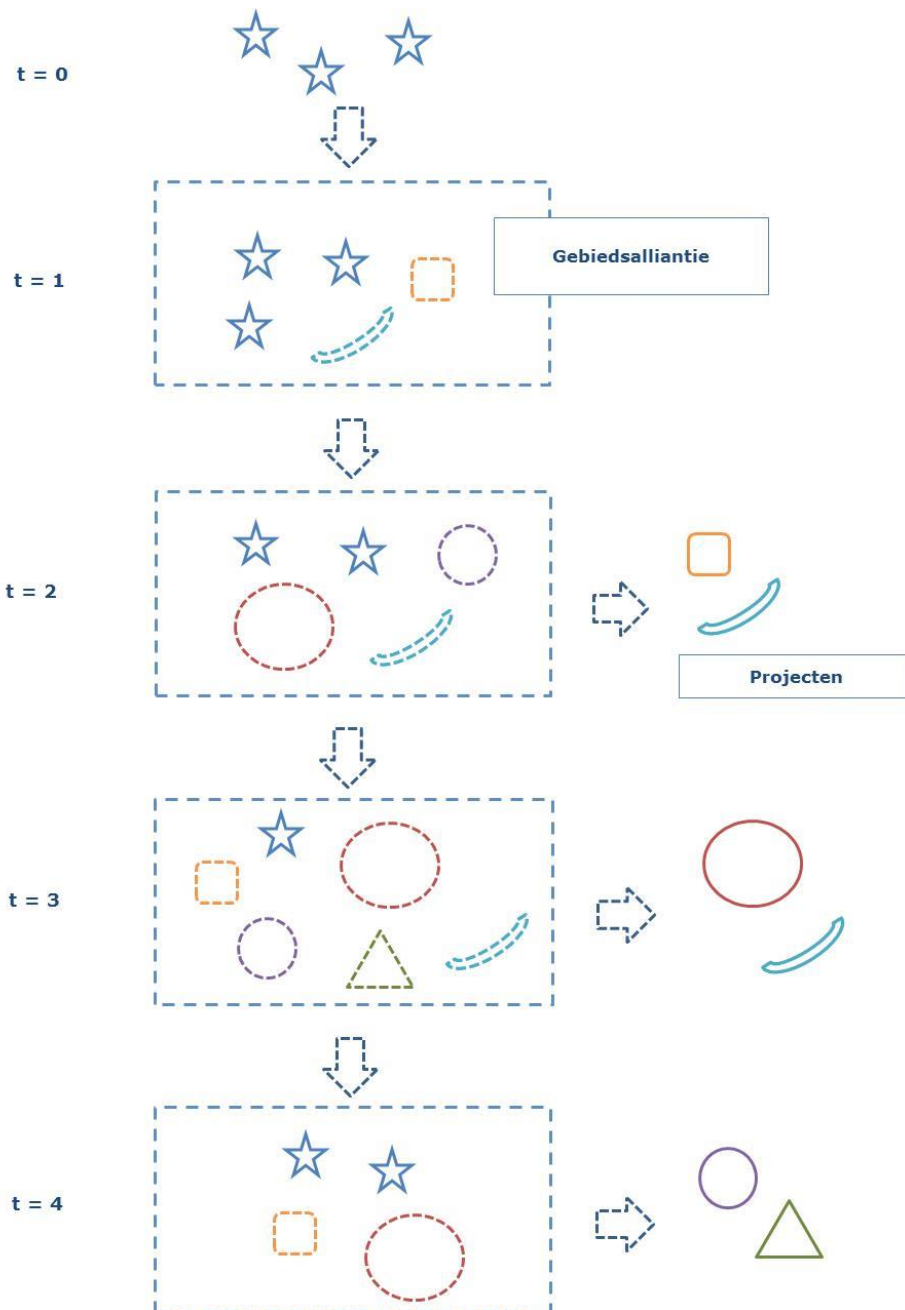 t = 0
t = 1
Gebiedsalliantie
t = 2
Projecten
t = 3
t = 4